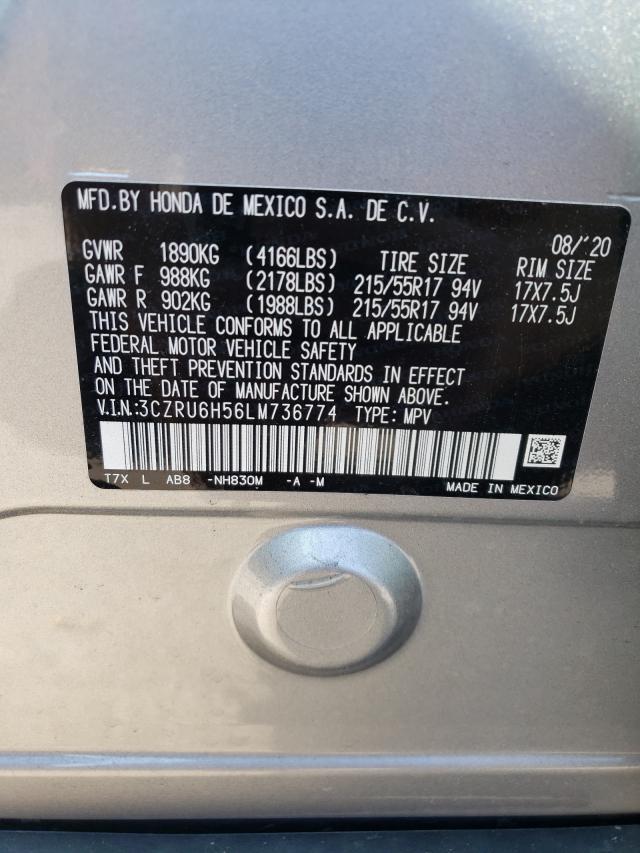 MFD.BY HONDA DE MEXICO S.A. DE C.V.
08/'20
GVWR 1890KG (4166LBS) TIRE SIZE RIM SIZE
GAWR F 988KG (2178LBS) 215/55R17 94V 17X7.5J
GAWR R 902KG (1988LBS) 215/55R17 94V 17X7.5J
THIS VEHICLE CONFORMS TO ALL APPLICABLE
FEDERAL MOTOR VEHICLE SAFETY
AND THEFT PREVENTION STANDARDS IN EFFECT
ON THE DATE OF MANUFACTURE SHOWN ABOVE.
V.I.N.:3CZRU6H56LM736774 TYPE: MPV
T7X L AB8 -NH830M -A -M
MADE IN MEXICO